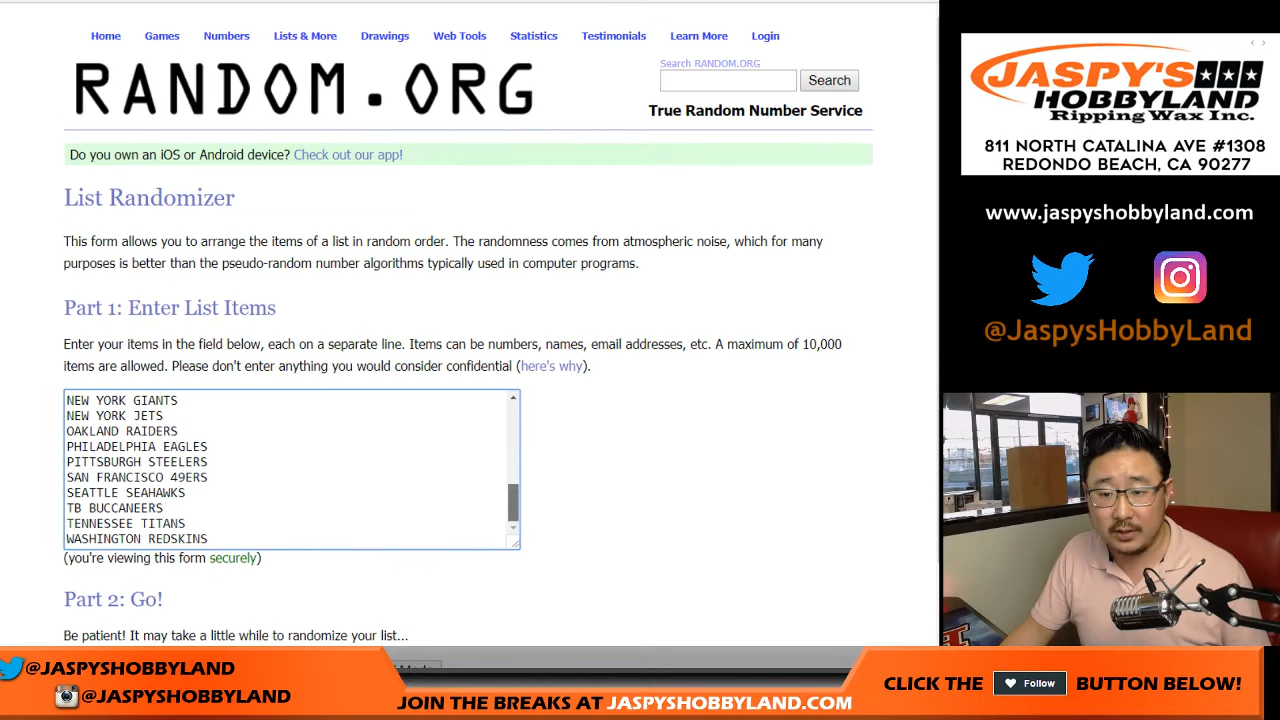 Home Games Numbers Lists & More Drawings Web Tools Statistics Testimonials Learn More Login
RANDOM.ORG
Search RANDOM.ORG
Search
True Random Number Service
Do you own an iOS or Android device? Check out our app!
List Randomizer
This form allows you to arrange the items of a list in random order. The randomness comes from atmospheric noise, which for many
purposes is better than the pseudo-random number algorithms typically used in computer programs.
Part 1: Enter List Items
Enter your items in the field below, each on a separate line. Items can be numbers, names, email addresses, etc. A maximum of 10,000
items are allowed. Please don't enter anything you would consider confidential (here's why).
NEW YORK GIANTS
NEW YORK JETS
OAKLAND RAIDERS
PHILADELPHIA EAGLES
PITTSBURGH STEELERS
SAN FRANCISCO 49ERS
SEATTLE SEAHAWKS
TB BUCCANEERS
TENNESSEE TITANS
WASHINGTON REDSKINS
(you're viewing this form securely)
Part 2: Go!
Be patient! It may take a little while to randomize your list...
JASPY'S
HOBBYLAND
Ripping Wax Inc.
811 NORTH CATALINA AVE #1308
REDONDO BEACH, CA 90277
www.jaspyshobbyland.com
@JaspysHobbyLand
@JASPYSHOBBYLAND
@JASPYSHOBBYLAND
JOIN THE BREAKS AT JASPYSHOBBYLAND.COM
CLICK THE Follow BUTTON BELOW!